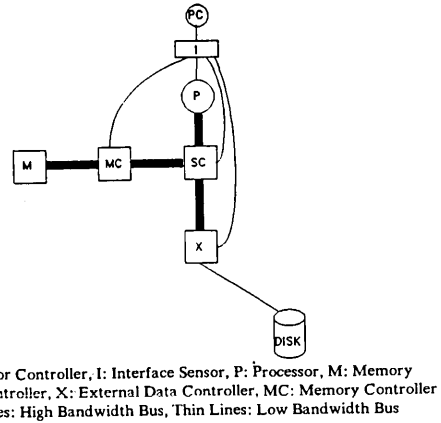 PC
I
P
M
MC
SC
X
DISK
or Controller, I: Interface Sensor, P: Processor, M: Memory
ntroller, X: External Data Controller, MC: Memory Controller
es: High Bandwidth Bus, Thin Lines: Low Bandwidth Bus